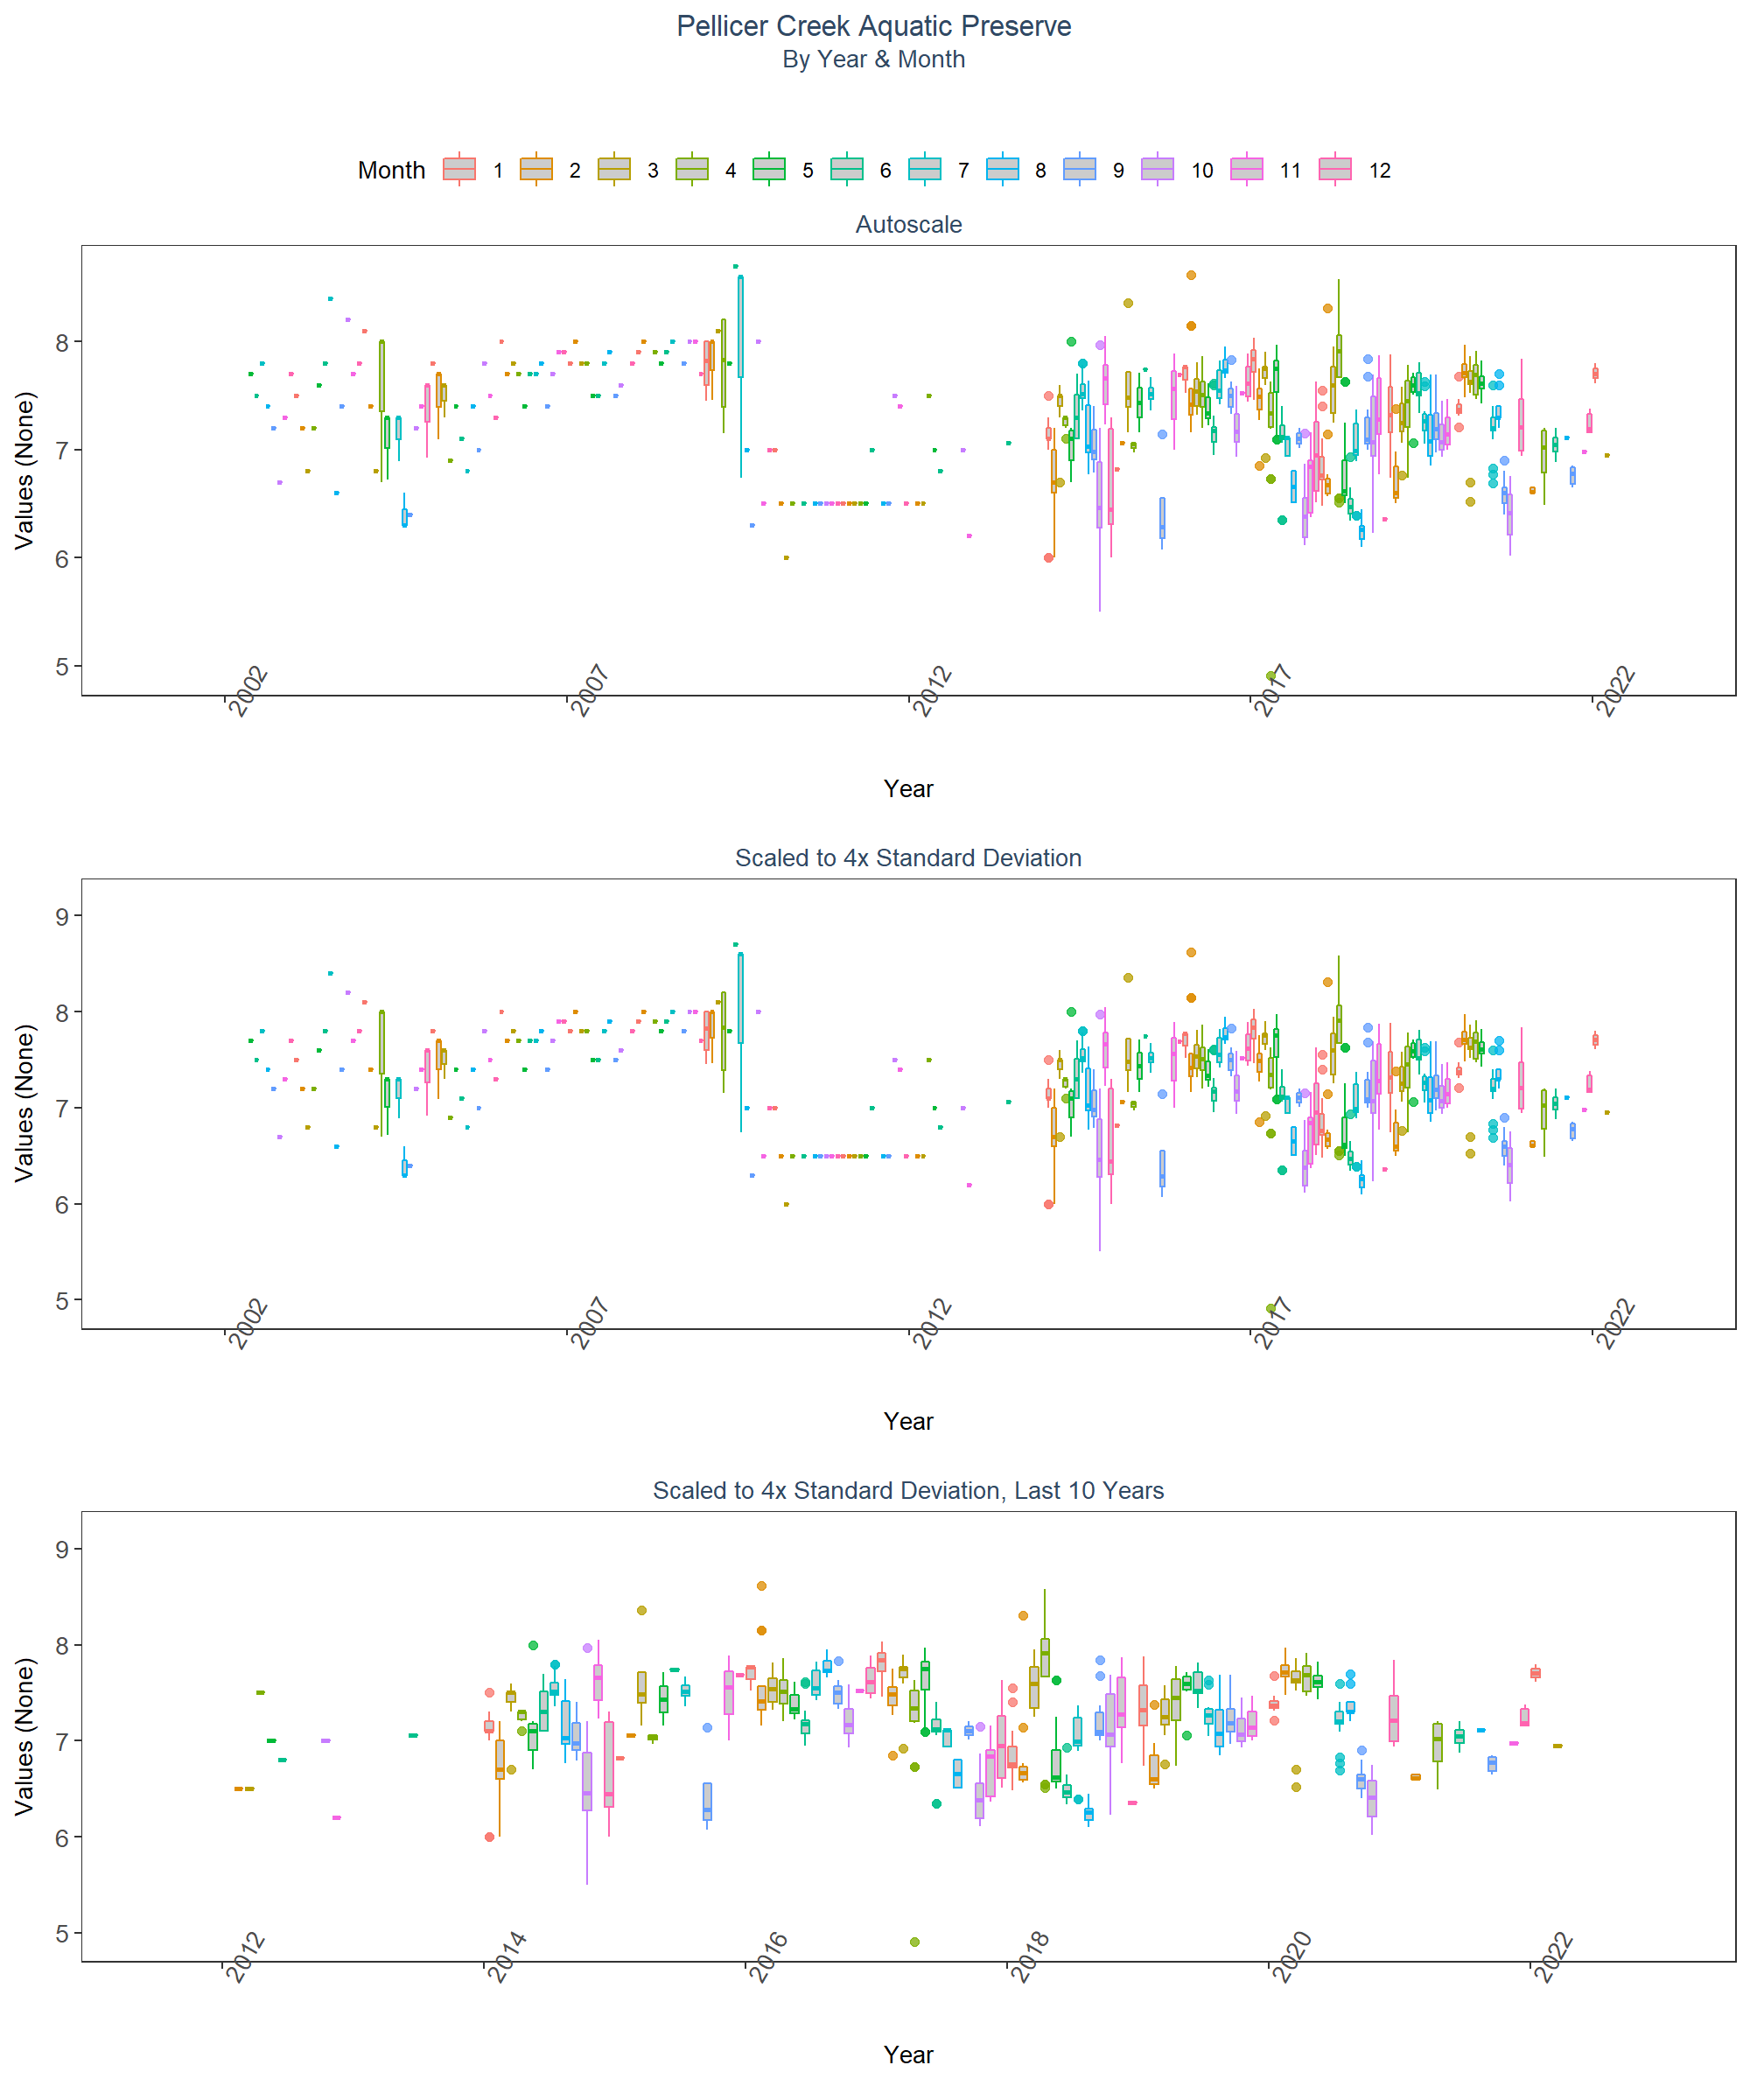 Pellicer Creek Aquatic Preserve
By Year & Month
Month 1 2 3 4 5 6 7 8 9 10 11 12
Autoscale
Values (None)
8
7
6
5
2002 2007 2012 2017 2022
Year
Scaled to 4x Standard Deviation
Values (None)
9
8
7
6
5
2002 2007 2012 2017 2022
Year
Scaled to 4x Standard Deviation, Last 10 Years
Values (None)
9
8
7
6
5
2012 2014 2016 2018 2020 2022
Year